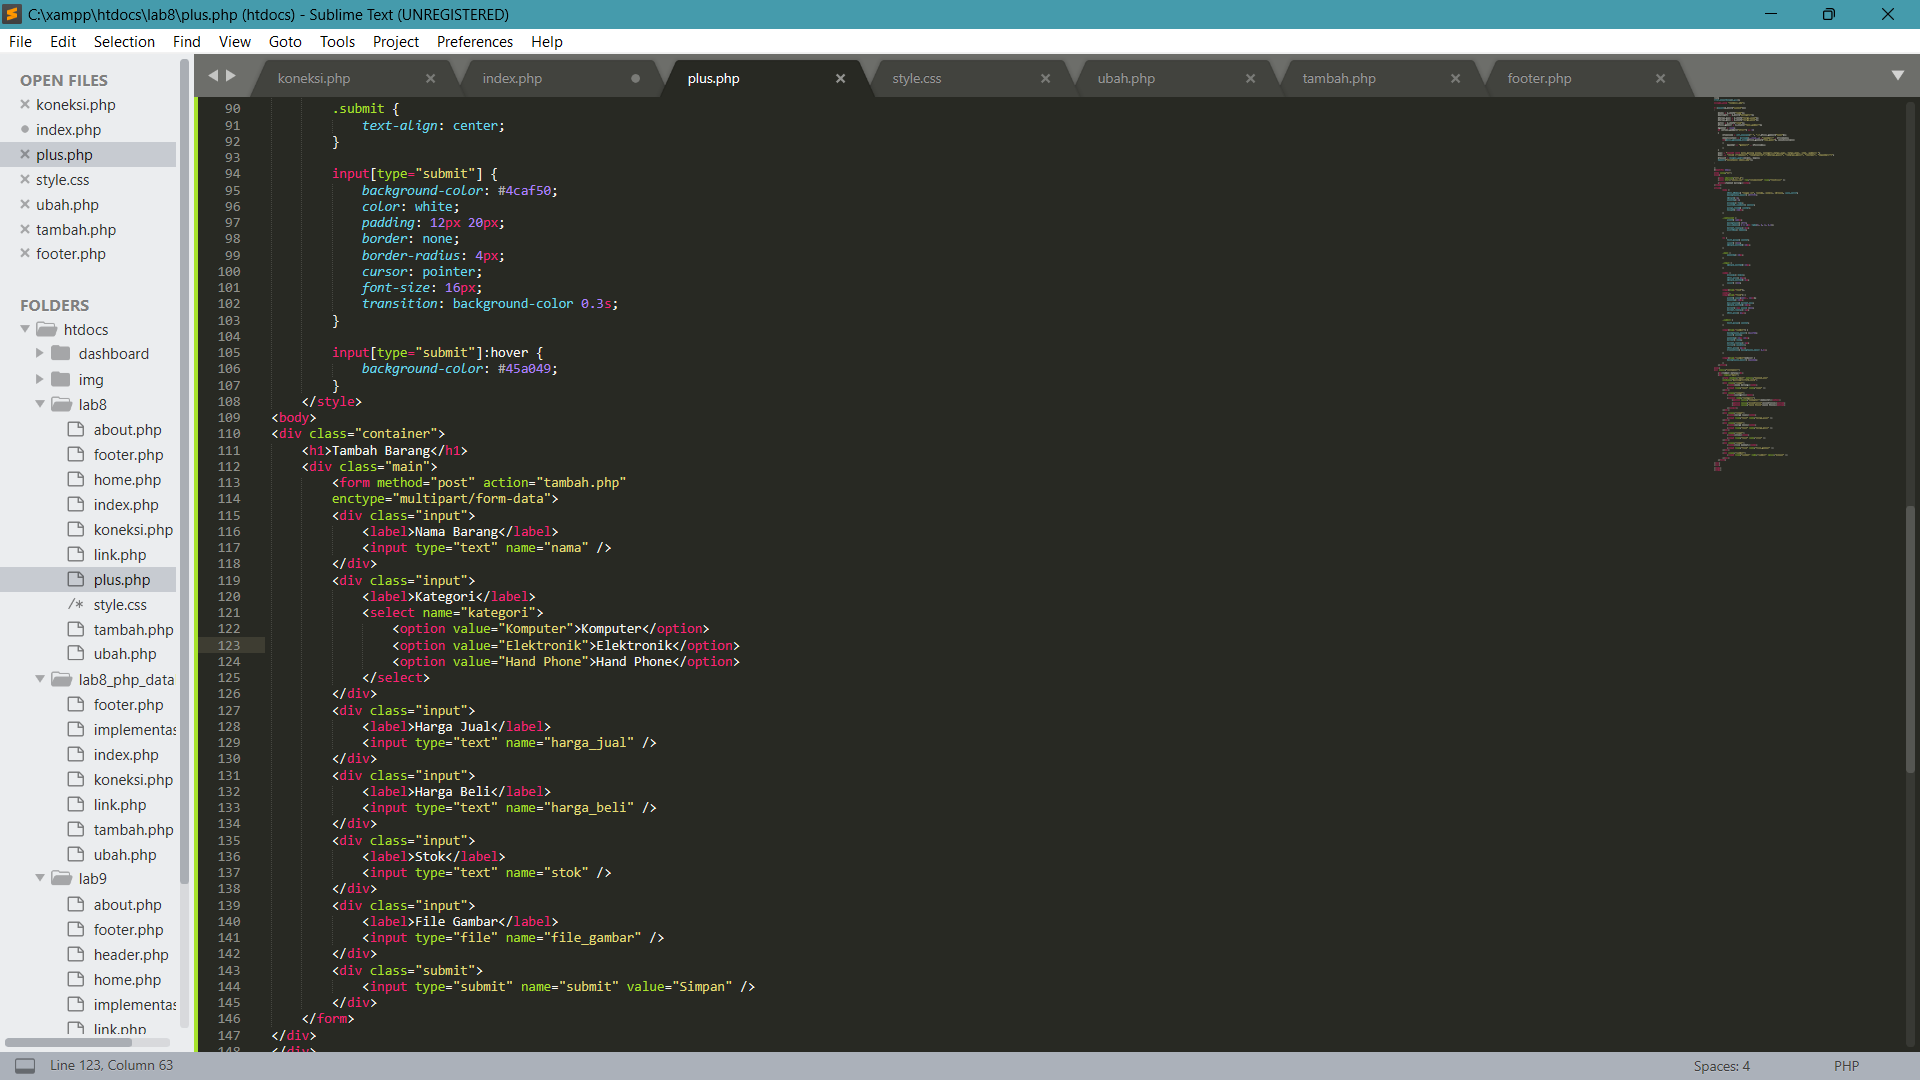 C:\xampp\htdocs\lab8\plus.php (htdocs) - Sublime Text (UNREGISTERED)
File Edit Selection Find View Goto Tools Project Preferences Help
OPEN FILES
koneksi.php
index.php
plus.php
style.css
ubah.php
tambah.php
footer.php
FOLDERS
htdocs
dashboard
img
lab8
about.php
footer.php
home.php
index.php
koneksi.php
link.php
plus.php
/* style.css
tambah.php
ubah.php
lab8_php_data
footer.php
implementas
index.php
koneksi.php
link.php
tambah.php
ubah.php
lab9
about.php
footer.php
header.php
home.php
implementas
link.php
koneksi.php index.php plus.php style.css ubah.php tambah.php footer.php
90 .submit {
91 text-align: center;
92 }
93
94 input[type="submit"] {
95 background-color: #4caf50;
96 color: white;
97 padding: 12px 20px;
98 border: none;
99 border-radius: 4px;
100 cursor: pointer;
101 font-size: 16px;
102 transition: background-color 0.3s;
103 }
104
105 input[type="submit"]:hover {
106 background-color: #45a049;
107 }
108 </style>
109 <body>
110 <div class="container">
111 <h1>Tambah Barang</h1>
112 <div class="main">
113 <form method="post" action="tambah.php"
114 enctype="multipart/form-data">
115 <div class="input">
116 <label>Nama Barang</label>
117 <input type="text" name="nama" />
118 </div>
119 <div class="input">
120 <label>Kategori</label>
121 <select name="kategori">
122 <option value="Komputer">Komputer</option>
123 <option value="Elektronik">Elektronik</option>
124 <option value="Hand Phone">Hand Phone</option>
125 </select>
126 </div>
127 <div class="input">
128 <label>Harga Jual</label>
129 <input type="text" name="harga_jual" />
130 </div>
131 <div class="input">
132 <label>Harga Beli</label>
133 <input type="text" name="harga_beli" />
134 </div>
135 <div class="input">
136 <label>Stok</label>
137 <input type="text" name="stok" />
138 </div>
139 <div class="input">
140 <label>File Gambar</label>
141 <input type="file" name="file_gambar" />
142 </div>
143 <div class="submit">
144 <input type="submit" name="submit" value="Simpan" />
145 </div>
146 </form>
147 </div>
148 </div>
Line 123, Column 63
Spaces: 4
PHP